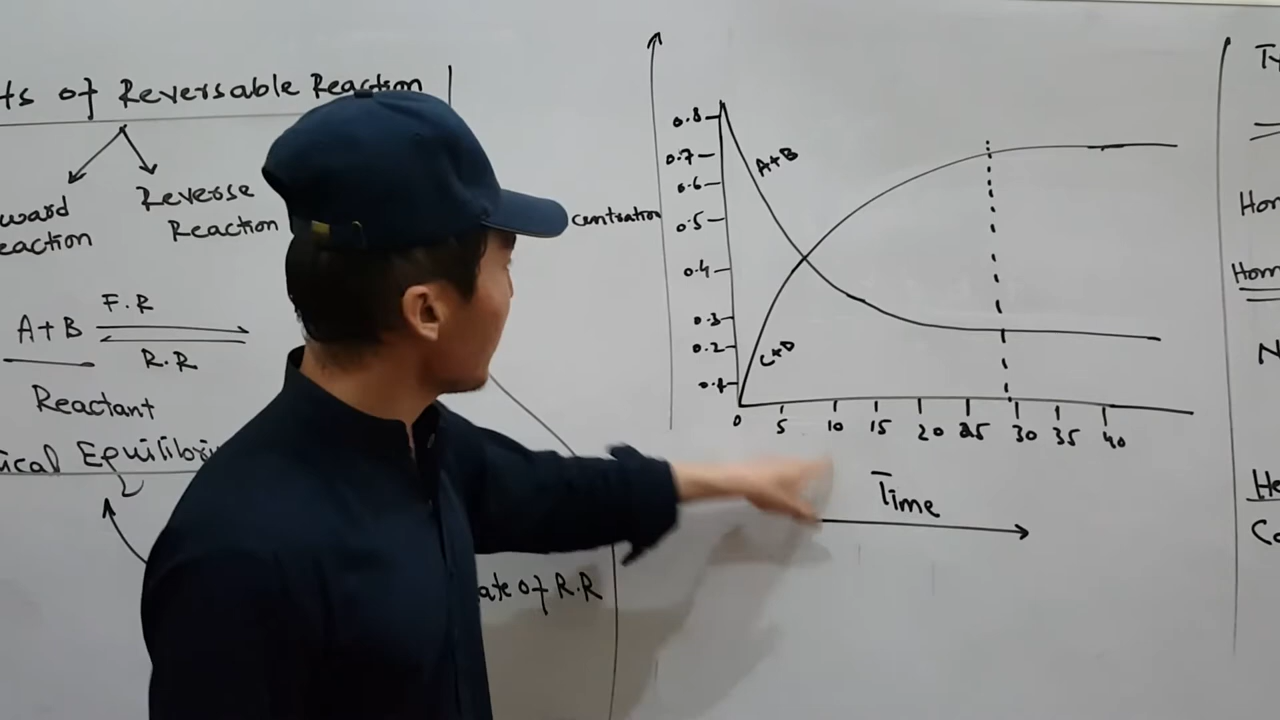 ts of Reversable Reaction
ward
eaction
Reverse
Reaction
F.R
A+B
R.R
Reactant
ical Equilibri
ate of R.R
centration
0.8
0.7
0.6
0.5
0.4
0.3
0.2
0.1
A+B
C+D
0 5 10 15 20 25 30 35 40
Time
Ty
Hom
Hom
N
He
Co